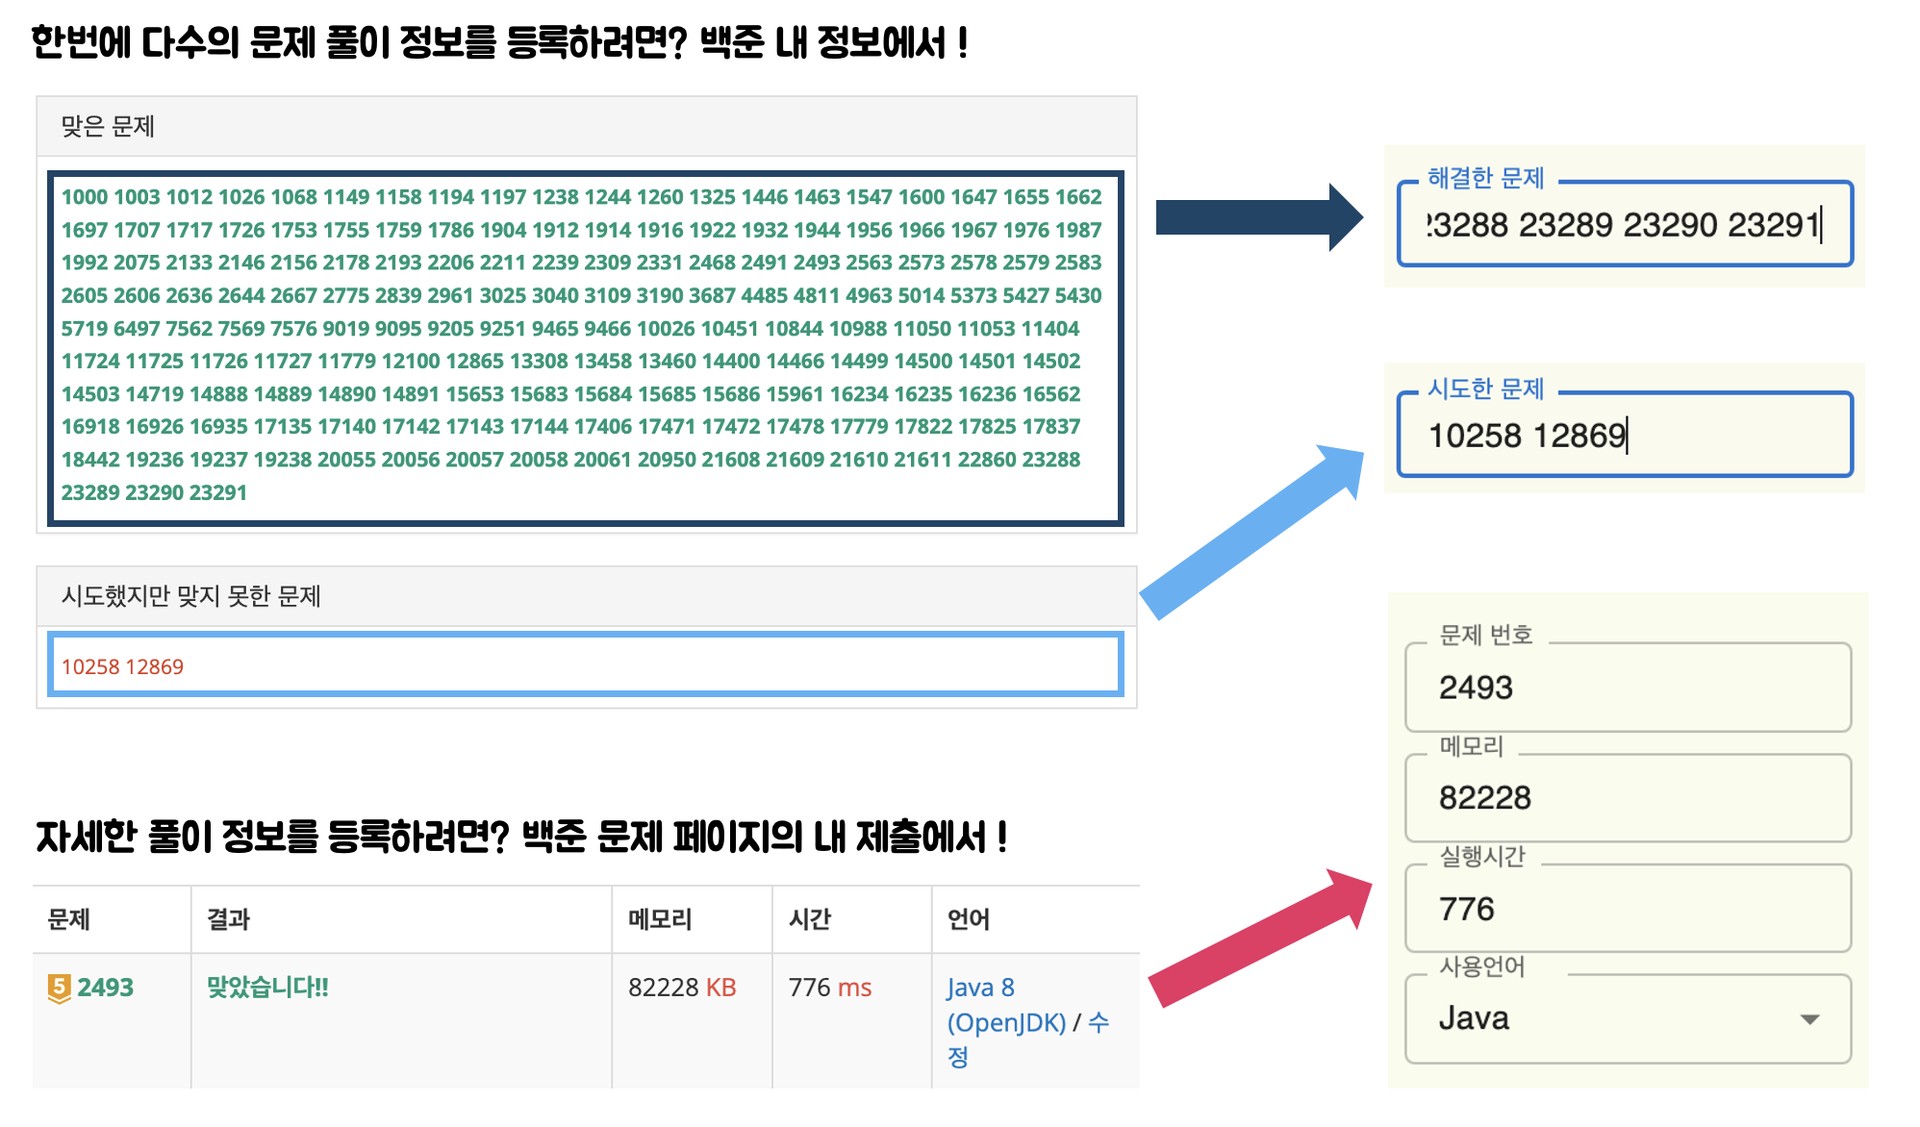 한번에 다수의 문제 풀이 정보를 등록하려면? 백준 내 정보에서 !
맞은 문제
1000 1003 1012 1026 1068 1149 1158 1194 1197 1238 1244 1260 1325 1446 1463 1547 1600 1647 1655 1662
1697 1707 1717 1726 1753 1755 1759 1786 1904 1912 1914 1916 1922 1932 1944 1956 1966 1967 1976 1987
1992 2075 2133 2146 2156 2178 2193 2206 2211 2239 2309 2331 2468 2491 2493 2563 2573 2578 2579 2583
2605 2606 2636 2644 2667 2775 2839 2961 3025 3040 3109 3190 3687 4485 4811 4963 5014 5373 5427 5430
5719 6497 7562 7569 7576 9019 9095 9205 9251 9465 9466 10026 10451 10844 10988 11050 11053 11404
11724 11725 11726 11727 11779 12100 12865 13308 13458 13460 14400 14466 14499 14500 14501 14502
14503 14719 14888 14889 14890 14891 15653 15683 15684 15685 15686 15961 16234 16235 16236 16562
16918 16926 16935 17135 17140 17142 17143 17144 17406 17471 17472 17478 17779 17822 17825 17837
18442 19236 19237 19238 20055 20056 20057 20058 20061 20950 21608 21609 21610 21611 22860 23288
23289 23290 23291
해결한 문제
23288 23289 23290 23291
시도했지만 맞지 못한 문제
10258 12869
시도한 문제
10258 12869
자세한 풀이 정보를 등록하려면? 백준 문제 페이지의 내 제출에서 !
문제 결과 메모리 시간 언어
5 2493 맞았습니다!! 82228 KB 776 ms Java 8
(OpenJDK) / 수
정
문제 번호
2493
메모리
82228
실행시간
776
사용언어
Java